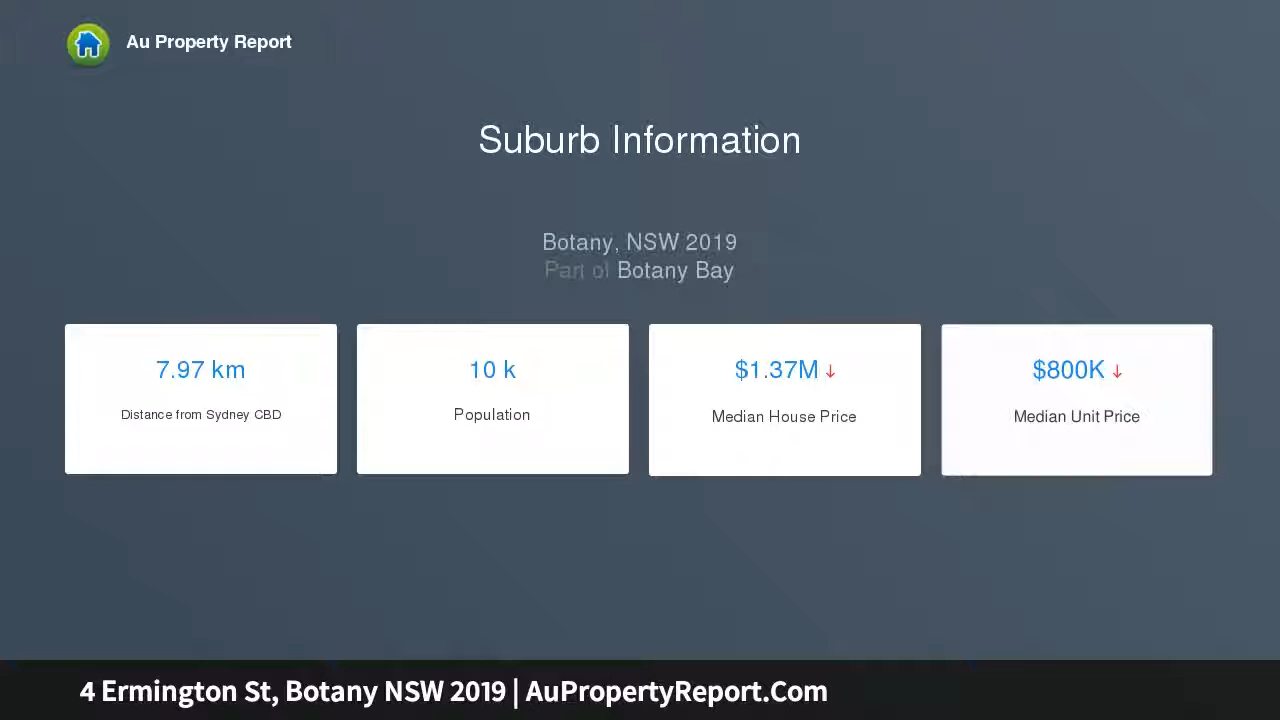 Au Property Report
Suburb Information
Botany, NSW 2019
Part of Botany Bay
7.97 km
Distance from Sydney CBD
10 k
Population
$1.37M ↓
Median House Price
$800K ↓
Median Unit Price
4 Ermington St, Botany NSW 2019 | AuPropertyReport.Com